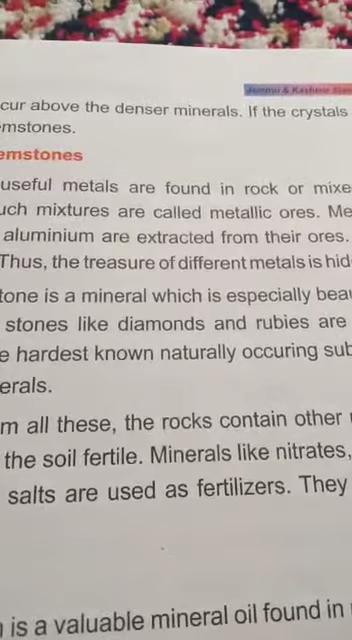 Jammu & Kashmir
cur above the denser minerals. If the crystals
mstones.
emstones
useful metals are found in rock or mixe
uch mixtures are called metallic ores. Me
aluminium are extracted from their ores.
Thus, the treasure of different metals is hid
tone is a mineral which is especially beau
stones like diamonds and rubies are
e hardest known naturally occuring sub
erals.
m all these, the rocks contain other
the soil fertile. Minerals like nitrates,
salts are used as fertilizers. They
is a valuable mineral oil found in